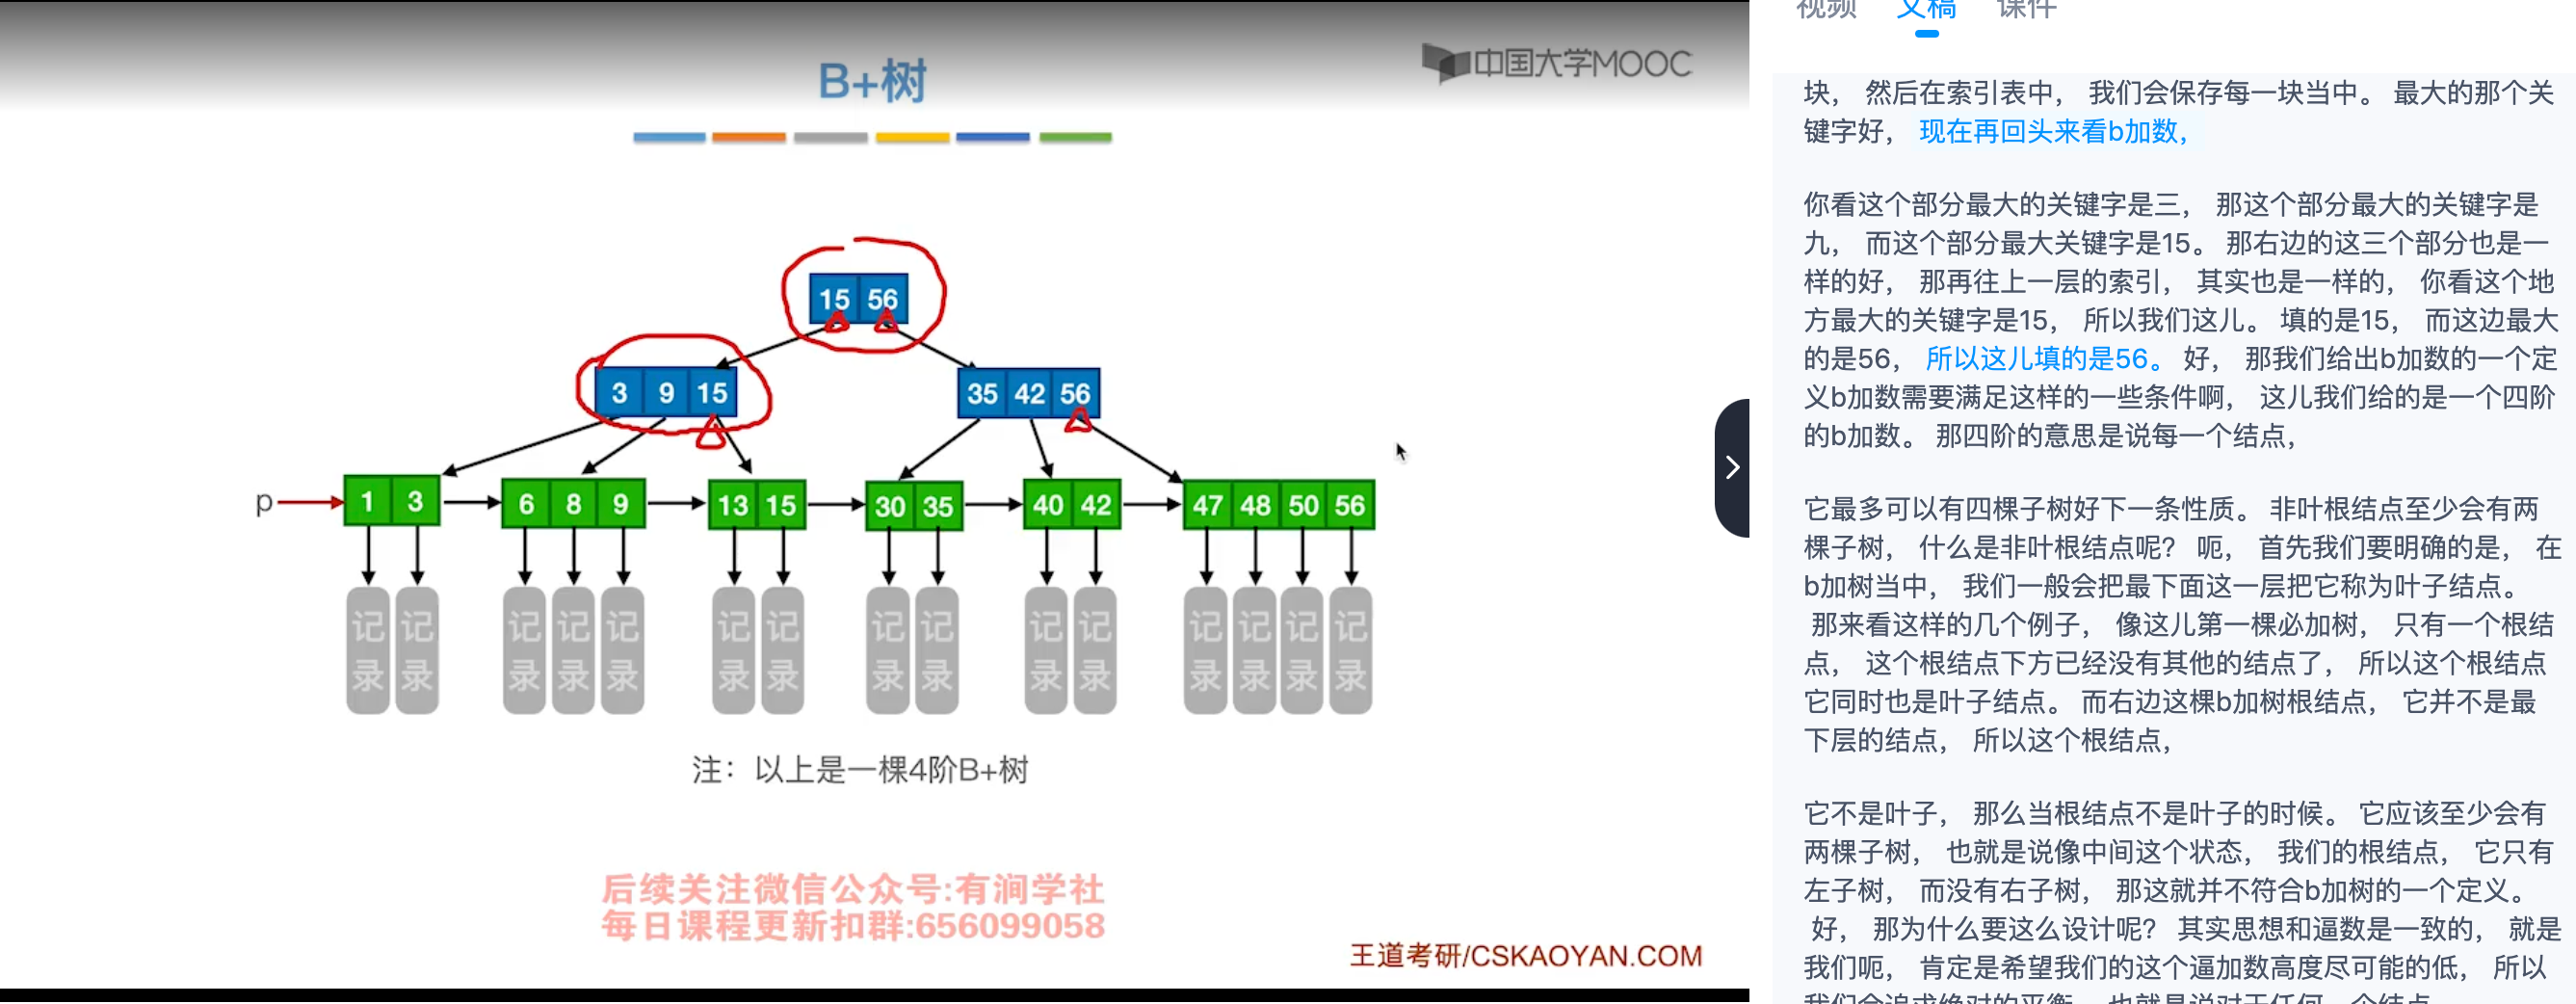 B+树
中国大学MOOC
15 56
3 9 15
35 42 56
p
1 3
6 8 9
13 15
30 35
40 42
47 48 50 56
记录 记录 记录 记录 记录 记录 记录 记录 记录 记录 记录 记录 记录 记录 记录
注：以上是一棵4阶B+树
后续关注微信公众号:有涧学社
每日课程更新扣群:656099058
王道考研/CSKAOYAN.COM
视频 文稿 课件
块， 然后在索引表中， 我们会保存每一块当中。 最大的那个关
键字好， 现在再回头来看b加数，
你看这个部分最大的关键字是三， 那这个部分最大的关键字是
九， 而这个部分最大关键字是15。 那右边的这三个部分也是一
样的好， 那再往上一层的索引， 其实也是一样的， 你看这个地
方最大的关键字是15， 所以我们这儿。 填的是15， 而这边最大
的是56， 所以这儿填的是56。 好， 那我们给出b加数的一个定
义b加数需要满足这样的一些条件啊， 这儿我们给的是一个四阶
的b加数。 那四阶的意思是说每一个结点，
它最多可以有四棵子树好下一条性质。 非叶根结点至少会有两
棵子树， 什么是非叶根结点呢？ 呃， 首先我们要明确的是， 在
b加树当中， 我们一般会把最下面这一层把它称为叶子结点。
那来看这样的几个例子， 像这儿第一棵必加树， 只有一个根结
点， 这个根结点下方已经没有其他的结点了， 所以这个根结点
它同时也是叶子结点。 而右边这棵b加树根结点， 它并不是最
下层的结点， 所以这个根结点，
它不是叶子， 那么当根结点不是叶子的时候。 它应该至少会有
两棵子树， 也就是说像中间这个状态， 我们的根结点， 它只有
左子树， 而没有右子树， 那这就并不符合b加树的一个定义。
好， 那为什么要这么设计呢？ 其实思想和逼数是一致的， 就是
我们呃， 肯定是希望我们的这个逼加数高度尽可能的低， 所以